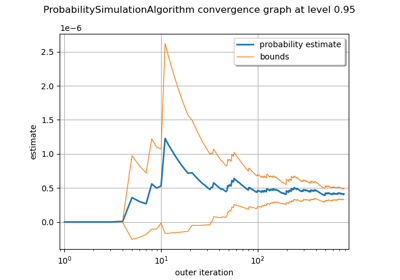 ProbabilitySimulationAlgorithm convergence graph at level 0.95
1e−6
probability estimate
bounds
2.5
2.0
1.5
1.0
0.5
0.0
estimate
10⁰
10¹
10²
outer iteration